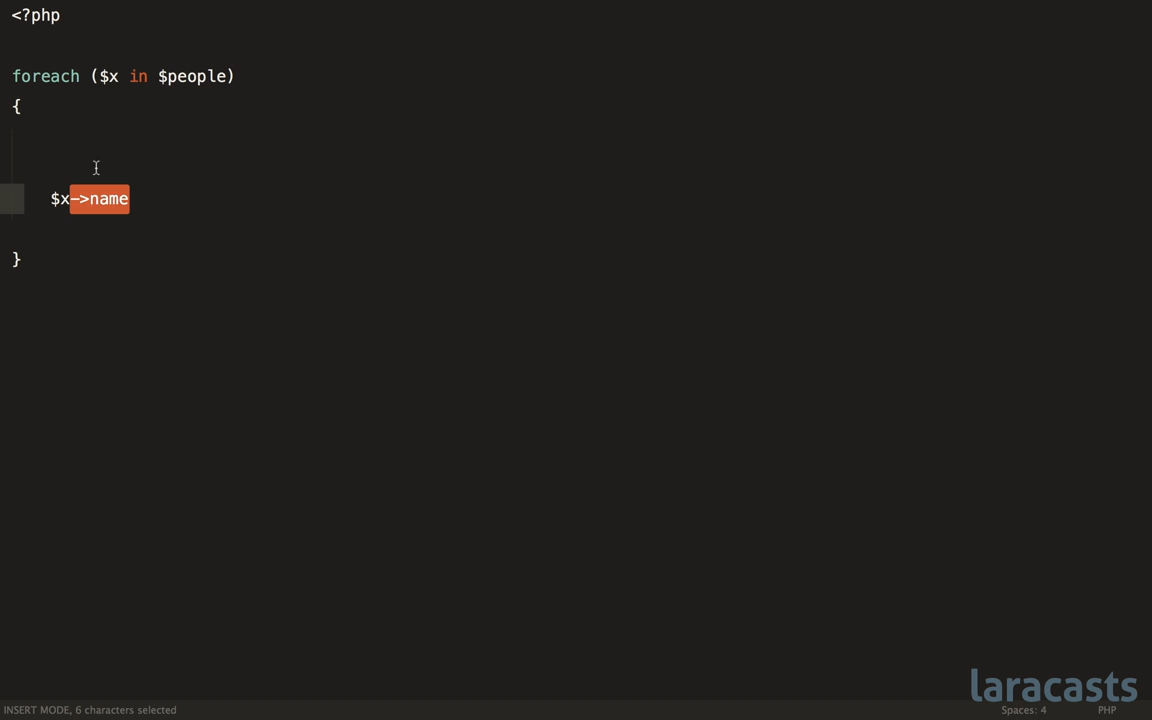 <?php
foreach ($x in $people)
{
$x->name
}
laracasts
INSERT MODE, 6 characters selected
Spaces: 4
PHP